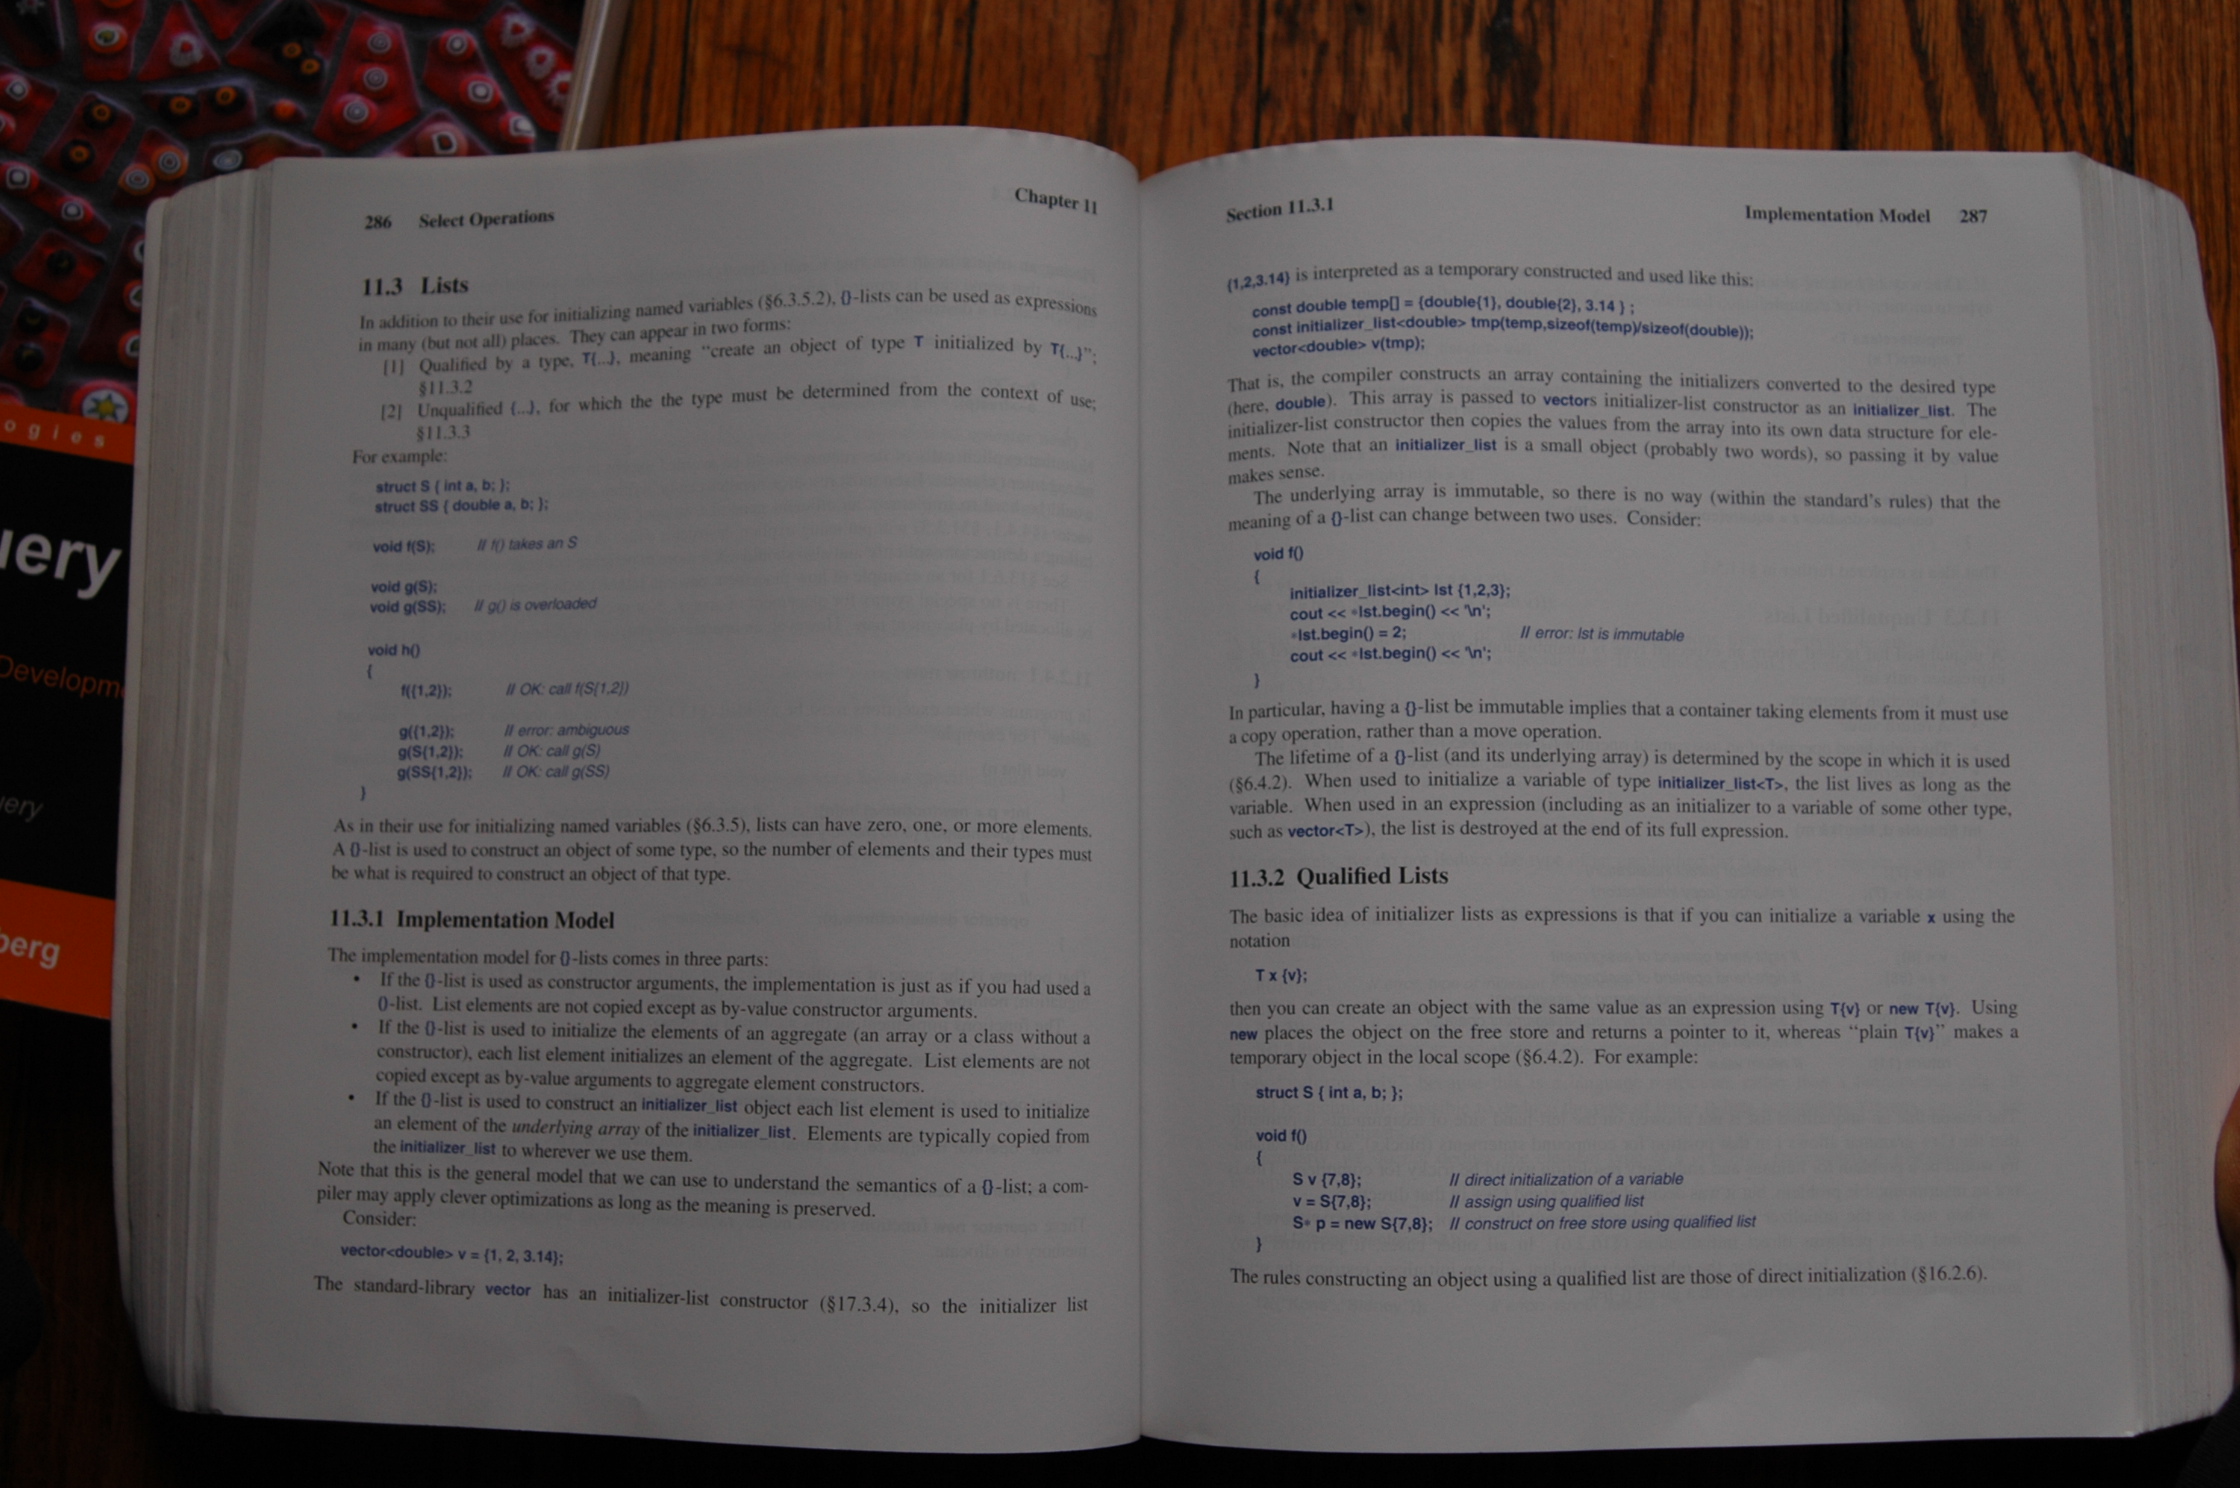 286 Select Operations Chapter 11
11.3 Lists
In addition to their use for initializing named variables (§6.3.5.2), {}-lists can be used as expressions
in many (but not all) places. They can appear in two forms:
[1] Qualified by a type, T{...}, meaning "create an object of type T initialized by T{...}";
§11.3.2
[2] Unqualified {...}, for which the the type must be determined from the context of use;
§11.3.3
For example:
struct S { int a, b; };
struct SS { double a, b; };
void f(S); // f() takes an S
void g(S);
void g(SS); // g() is overloaded
void h()
{
f({1,2}); // OK: call f(S{1,2})
g({1,2}); // error: ambiguous
g(S{1,2}); // OK: call g(S)
g(SS{1,2}); // OK: call g(SS)
}
As in their use for initializing named variables (§6.3.5), lists can have zero, one, or more elements.
A {}-list is used to construct an object of some type, so the number of elements and their types must
be what is required to construct an object of that type.
11.3.1 Implementation Model
The implementation model for {}-lists comes in three parts:
• If the {}-list is used as constructor arguments, the implementation is just as if you had used a
()-list. List elements are not copied except as by-value constructor arguments.
• If the {}-list is used to initialize the elements of an aggregate (an array or a class without a
constructor), each list element initializes an element of the aggregate. List elements are not
copied except as by-value arguments to aggregate element constructors.
• If the {}-list is used to construct an initializer_list object each list element is used to initialize
an element of the underlying array of the initializer_list. Elements are typically copied from
the initializer_list to wherever we use them.
Note that this is the general model that we can use to understand the semantics of a {}-list; a com-
piler may apply clever optimizations as long as the meaning is preserved.
Consider:
vector<double> v = {1, 2, 3.14};
The standard-library vector has an initializer-list constructor (§17.3.4), so the initializer list
Section 11.3.1 Implementation Model 287
{1,2,3.14} is interpreted as a temporary constructed and used like this:
const double temp[] = {double{1}, double{2}, 3.14 } ;
const initializer_list<double> tmp(temp,sizeof(temp)/sizeof(double));
vector<double> v(tmp);
That is, the compiler constructs an array containing the initializers converted to the desired type
(here, double). This array is passed to vectors initializer-list constructor as an initializer_list. The
initializer-list constructor then copies the values from the array into its own data structure for ele-
ments. Note that an initializer_list is a small object (probably two words), so passing it by value
makes sense.
The underlying array is immutable, so there is no way (within the standard's rules) that the
meaning of a {}-list can change between two uses. Consider:
void f()
{
initializer_list<int> lst {1,2,3};
cout << *lst.begin() << '\n';
*lst.begin() = 2; // error: lst is immutable
cout << *lst.begin() << '\n';
}
In particular, having a {}-list be immutable implies that a container taking elements from it must use
a copy operation, rather than a move operation.
The lifetime of a {}-list (and its underlying array) is determined by the scope in which it is used
(§6.4.2). When used to initialize a variable of type initializer_list<T>, the list lives as long as the
variable. When used in an expression (including as an initializer to a variable of some other type,
such as vector<T>), the list is destroyed at the end of its full expression.
11.3.2 Qualified Lists
The basic idea of initializer lists as expressions is that if you can initialize a variable x using the
notation
T x {v};
then you can create an object with the same value as an expression using T{v} or new T{v}. Using
new places the object on the free store and returns a pointer to it, whereas "plain T{v}" makes a
temporary object in the local scope (§6.4.2). For example:
struct S { int a, b; };
void f()
{
S v {7,8}; // direct initialization of a variable
v = S{7,8}; // assign using qualified list
S* p = new S{7,8}; // construct on free store using qualified list
}
The rules constructing an object using a qualified list are those of direct initialization (§16.2.6).
ogies
ery
Developm
ery
berg